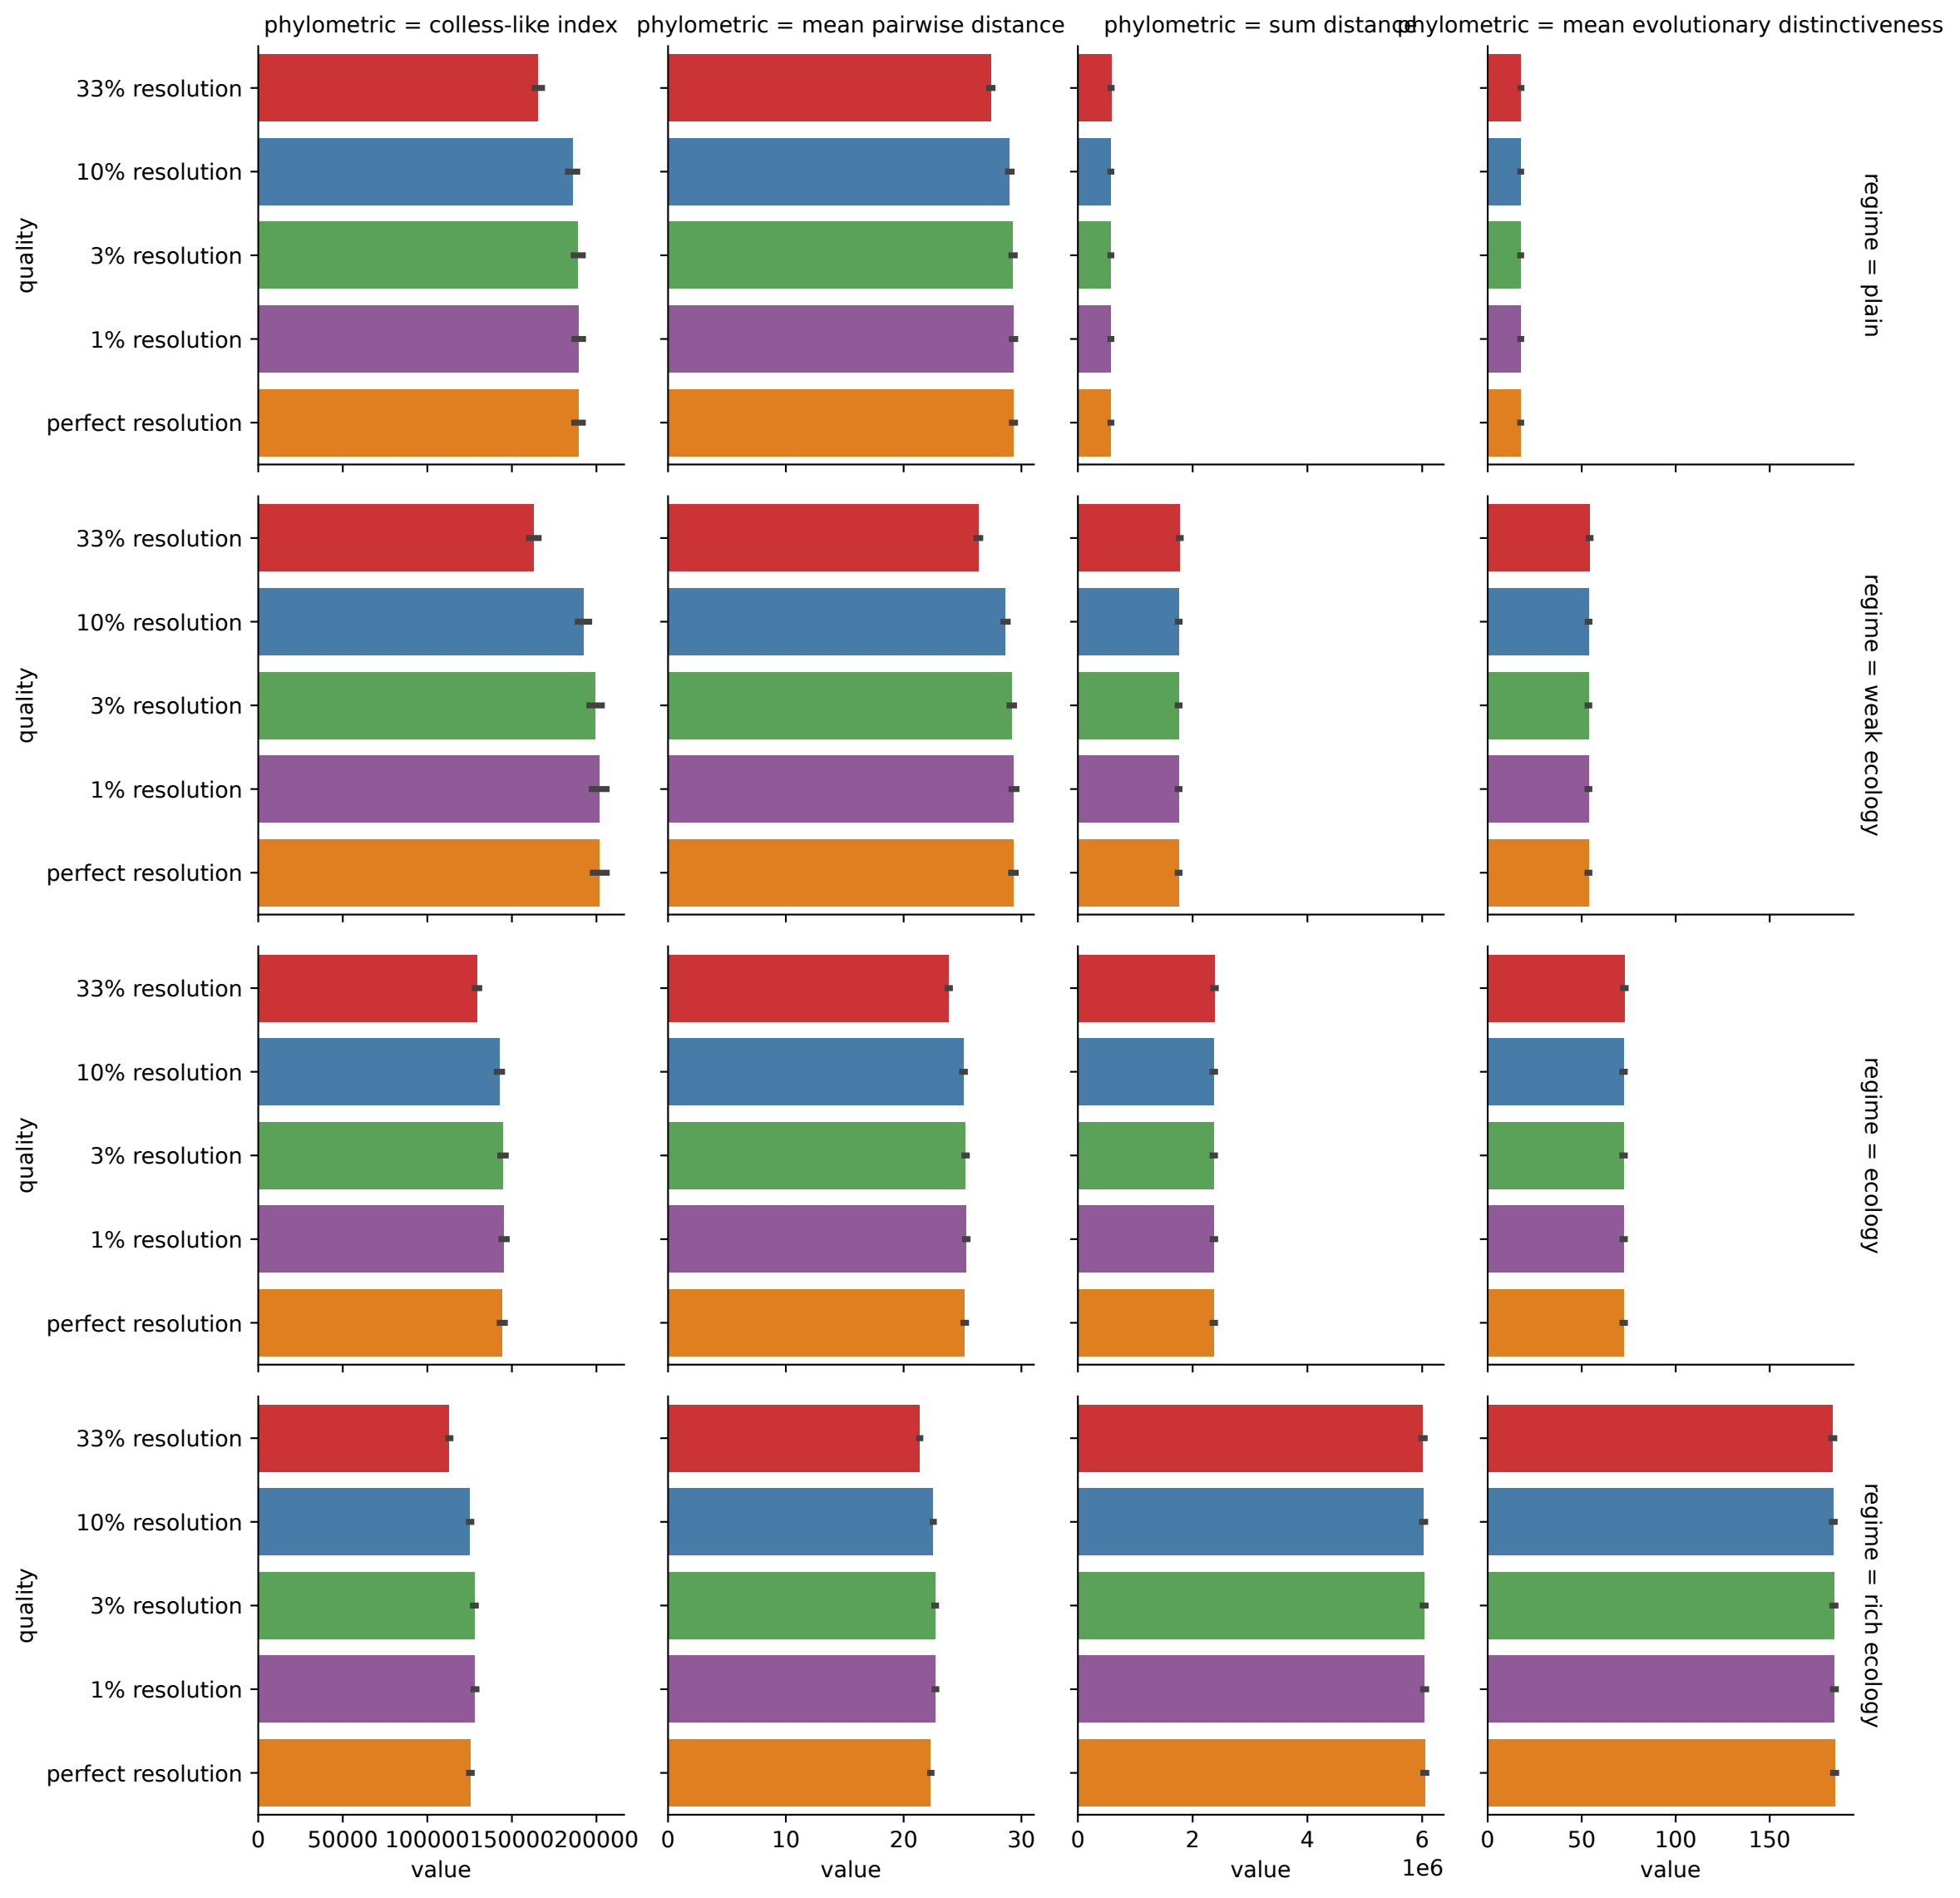 phylometric = colless-like index
phylometric = mean pairwise distance
phylometric = sum distance
phylometric = mean evolutionary distinctiveness
quality
33% resolution
10% resolution
3% resolution
1% resolution
perfect resolution
regime = plain
quality
33% resolution
10% resolution
3% resolution
1% resolution
perfect resolution
regime = weak ecology
quality
33% resolution
10% resolution
3% resolution
1% resolution
perfect resolution
regime = ecology
quality
33% resolution
10% resolution
3% resolution
1% resolution
perfect resolution
regime = rich ecology
0 50000 100000 150000 200000
value
0 10 20 30
value
0 2 4 6
1e6
value
0 50 100 150
value